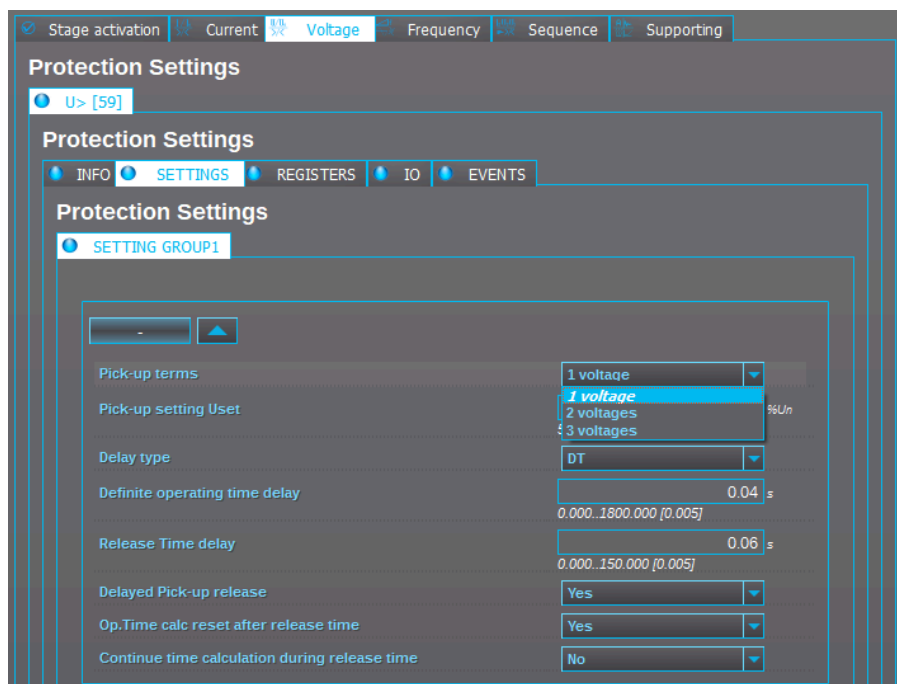 Stage activation Current Voltage Frequency Sequence Supporting
Protection Settings
U> [59]
Protection Settings
INFO SETTINGS REGISTERS IO EVENTS
Protection Settings
SETTING GROUP1
-
Pick-up terms 1 voltage
1 voltage
Pick-up setting Uset 2 voltages %Un
3 voltages
Delay type DT
Definite operating time delay 0.04 s
0.000..1800.000 [0.005]
Release Time delay 0.06 s
0.000..150.000 [0.005]
Delayed Pick-up release Yes
Op.Time calc reset after release time Yes
Continue time calculation during release time No